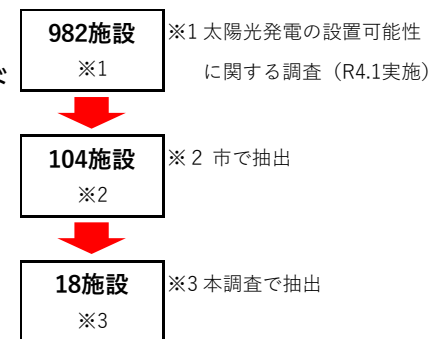 982施設
※1
※1 太陽光発電の設置可能性
に関する調査（R4.1実施）
104施設
※2
※２ 市で抽出
18施設
※3
※3 本調査で抽出